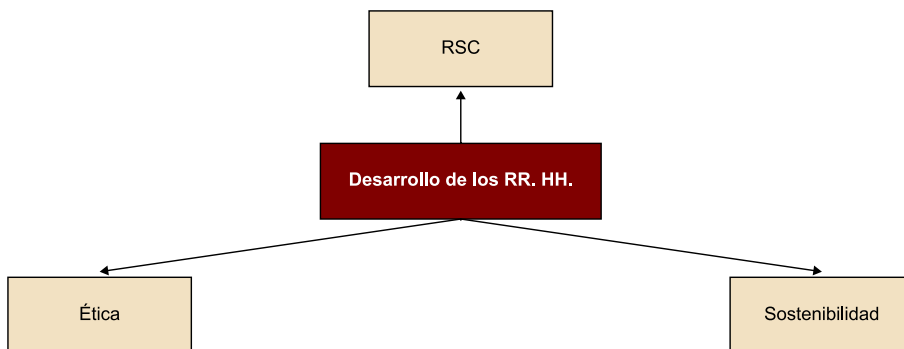 RSC
Desarrollo de los RR. HH.
Ética
Sostenibilidad